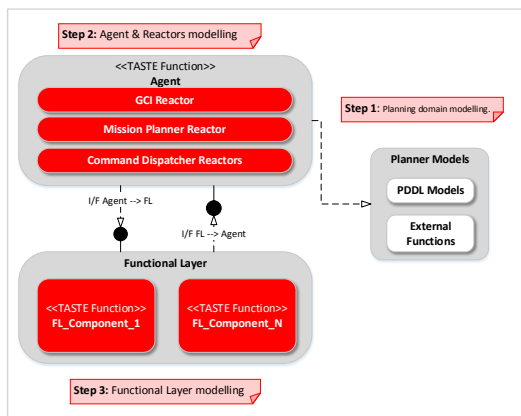 Step 2: Agent & Reactors modelling
<<TASTE Function>>
Agent
GCI Reactor
Mission Planner Reactor
Command Dispatcher Reactors
Step 1: Planning domain modelling.
Planner Models
PDDL Models
External
Functions
I/F Agent --> FL
I/F FL --> Agent
Functional Layer
<<TASTE Function>>
FL_Component_1
<<TASTE Function>>
FL_Component_N
Step 3: Functional Layer modelling